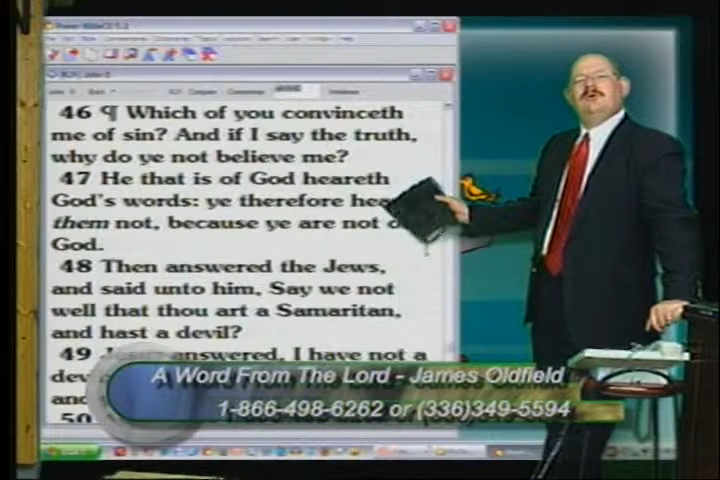 46 ¶ Which of you convinceth
me of sin? And if I say the truth,
why do ye not believe me?
47 He that is of God heareth
God's words: ye therefore hea
them not, because ye are not o
God.
48 Then answered the Jews,
and said unto him, Say we not
well that thou art a Samaritan,
and hast a devil?
49 answered, I have not a
A Word From The Lord - James Oldfield
1-866-498-6262 or (336)349-5594
50